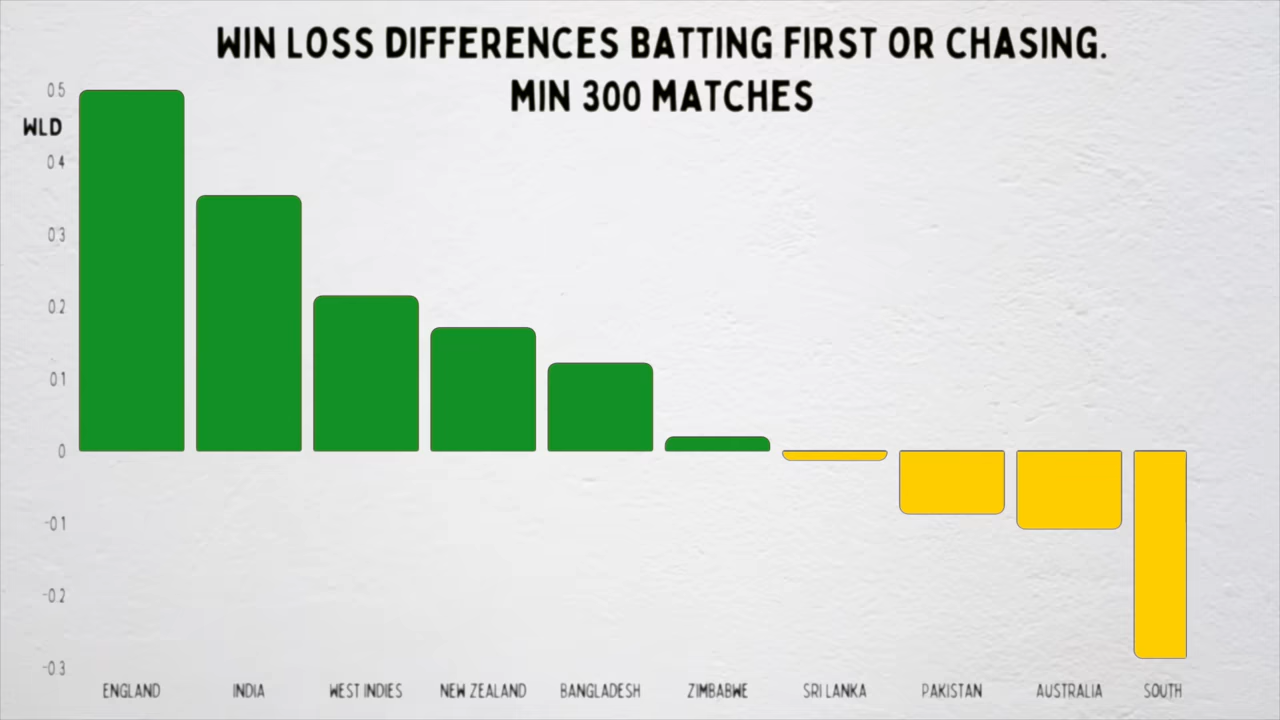 WIN LOSS DIFFERENCES BATTING FIRST OR CHASING.
MIN 300 MATCHES
WLD
0.5
0.4
0.3
0.2
0.1
0
-0.1
-0.2
-0.3
ENGLAND
INDIA
WEST INDIES
NEW ZEALAND
BANGLADESH
ZIMBABWE
SRI LANKA
PAKISTAN
AUSTRALIA
SOUTH